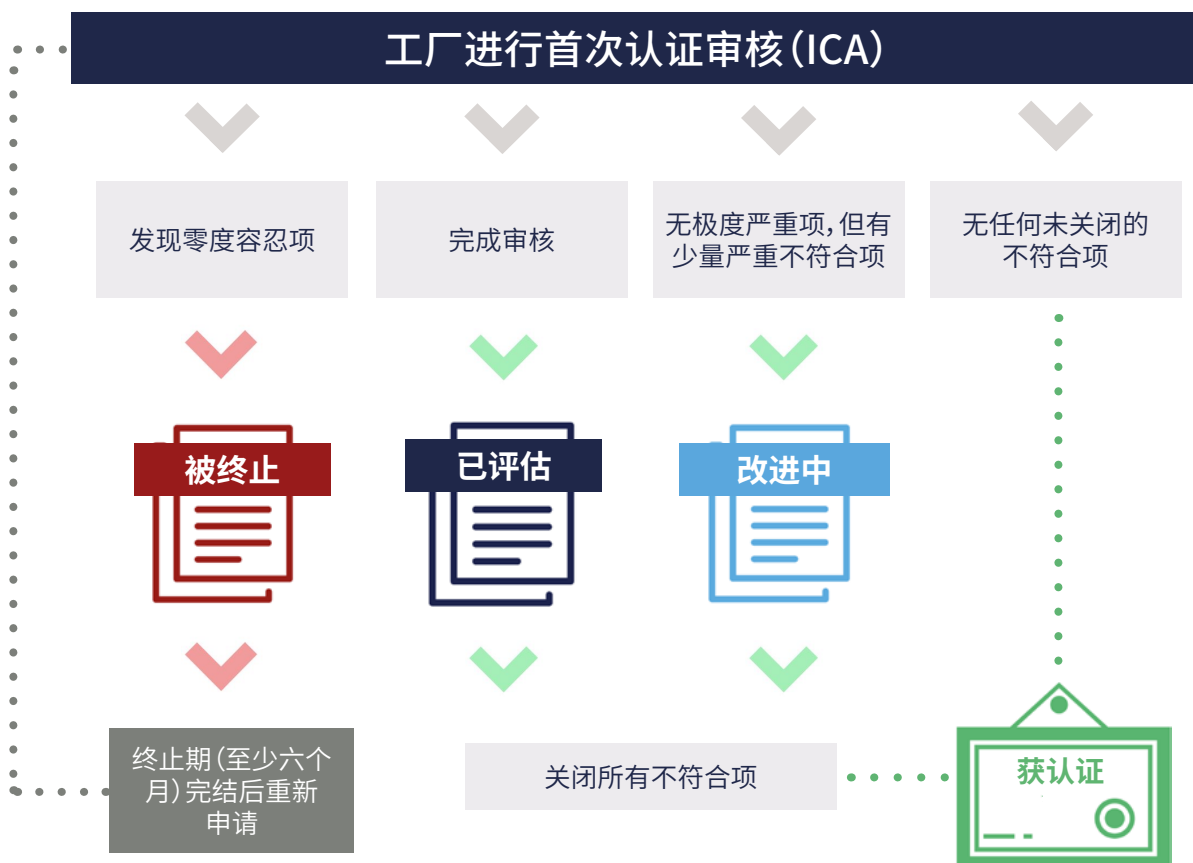 工厂进行首次认证审核（ICA）
发现零度容忍项
完成审核
无极度严重项，但有
少量严重不符合项
无任何未关闭的
不符合项
被终止
已评估
改进中
终止期（至少六个
月）完结后重新
申请
关闭所有不符合项
获认证